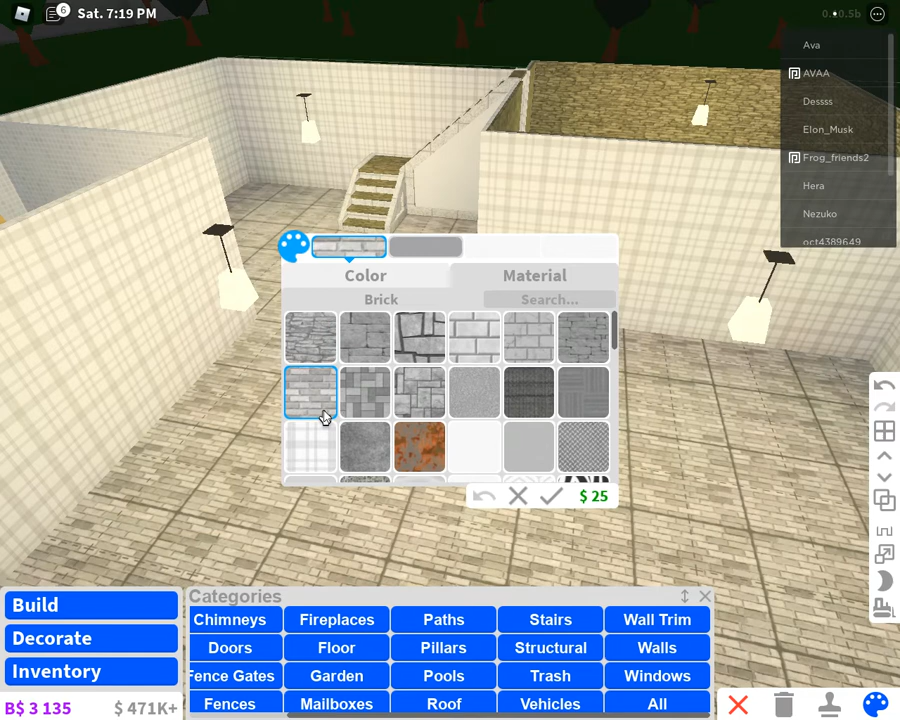 6 Sat. 7:19 PM
Ava
AVAA
Dessss
Elon_Musk
Frog_friends2
Hera
Nezuko
oct4389649
Color Material
Brick Search...
$ 25
Build
Decorate
Inventory
B$ 3 135 $ 471K+
Categories
Chimneys Fireplaces Paths Stairs Wall Trim
Doors Floor Pillars Structural Walls
Fence Gates Garden Pools Trash Windows
Fences Mailboxes Roof Vehicles All